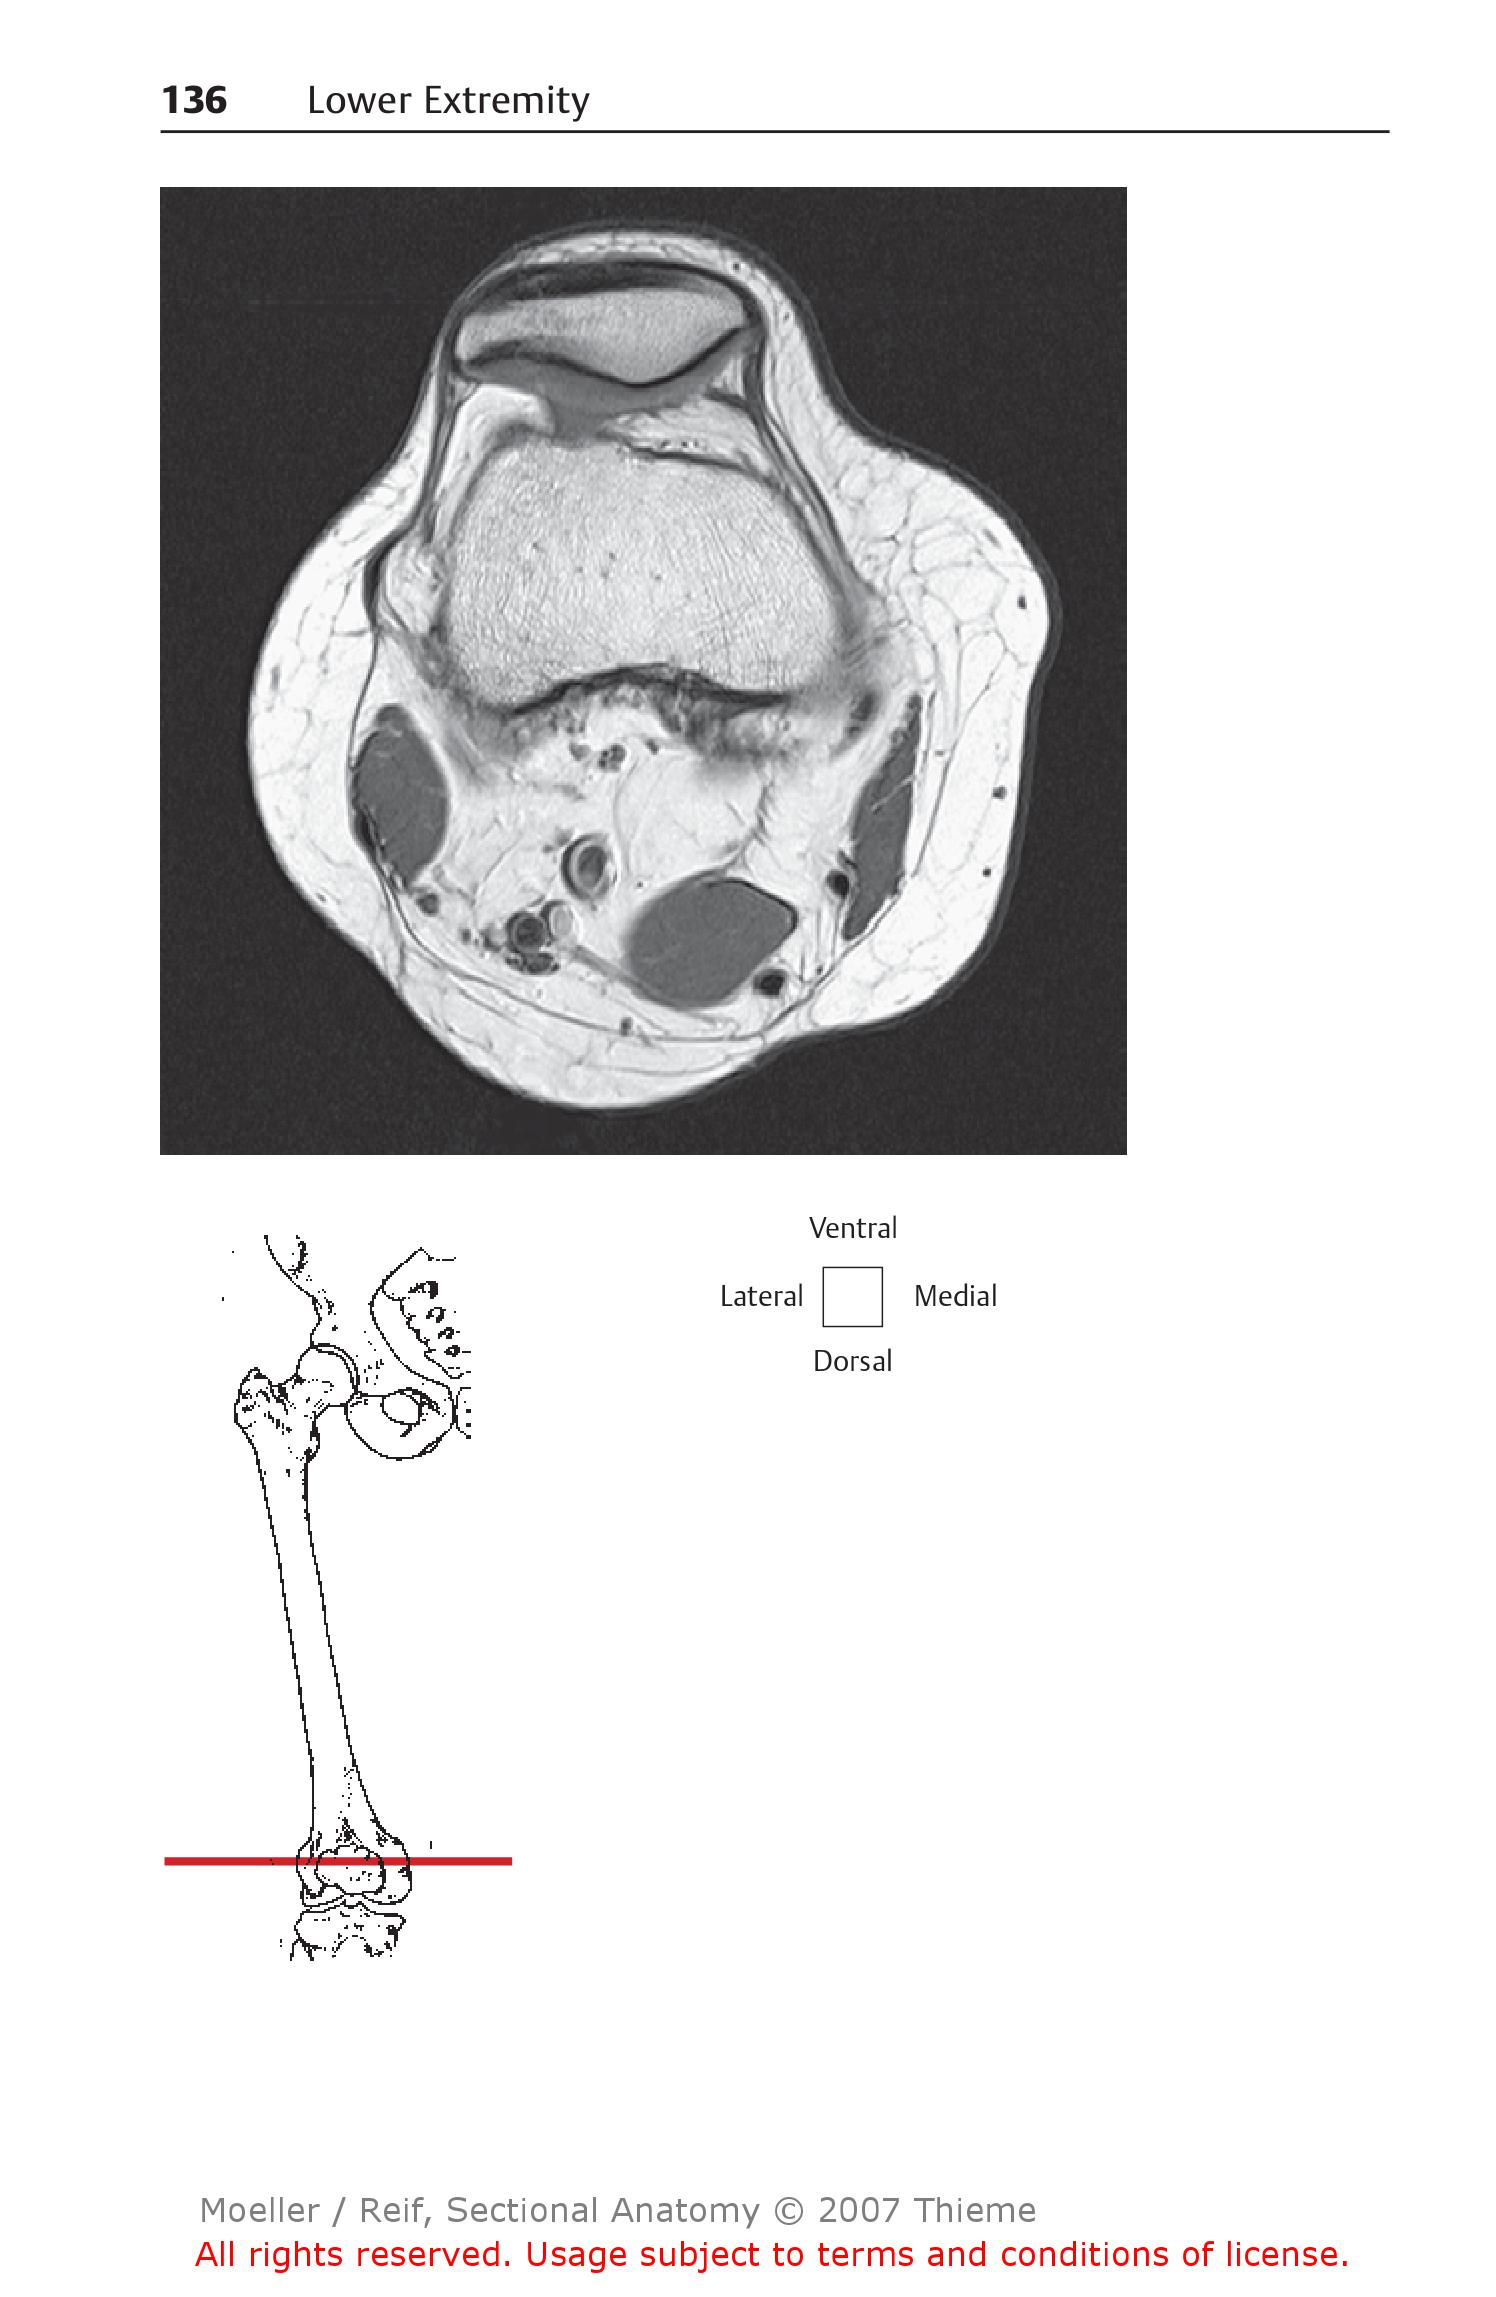 136 Lower Extremity
Ventral
Lateral Medial
Dorsal
Moeller / Reif, Sectional Anatomy © 2007 Thieme
All rights reserved. Usage subject to terms and conditions of license.